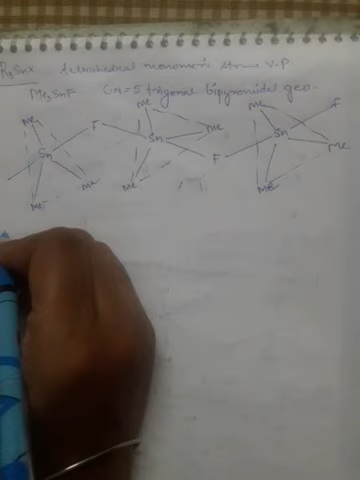 R₃SnX tetrahedral monomeric str → V.P
Me₃SnF CN=5 trigonal bipyramidal geo.
Me Me Me F
F Sn Me Sn
Sn F Me
Me Me Me
Me